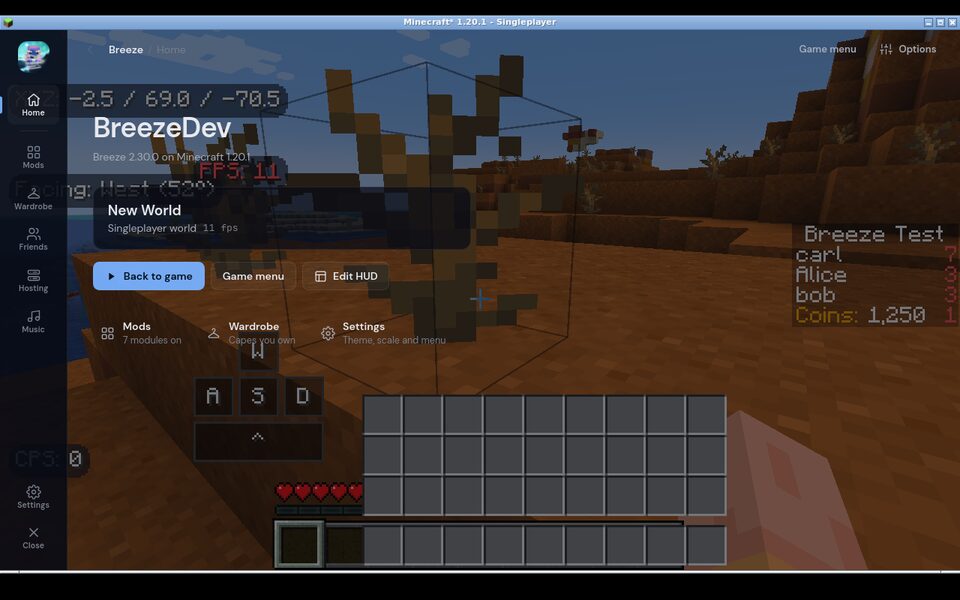 Minecraft* 1.20.1 - Singleplayer
Breeze / Home
Game menu
Options
-2.5 / 69.0 / -70.5
Home
BreezeDev
Breeze 2.30.0 on Minecraft 1.20.1
FPS: 11
Mods
Facing: West (52°)
Wardrobe
New World
Singleplayer world 11 fps
Friends
Breeze Test
carl 7
Alice 3
bob 3
Coins: 1,250 1
Back to game
Game menu
Edit HUD
Hosting
Music
Mods
7 modules on
Wardrobe
Capes you own
Settings
Theme, scale and menu
W
A
S
D
^
CPS: 0
Settings
Close